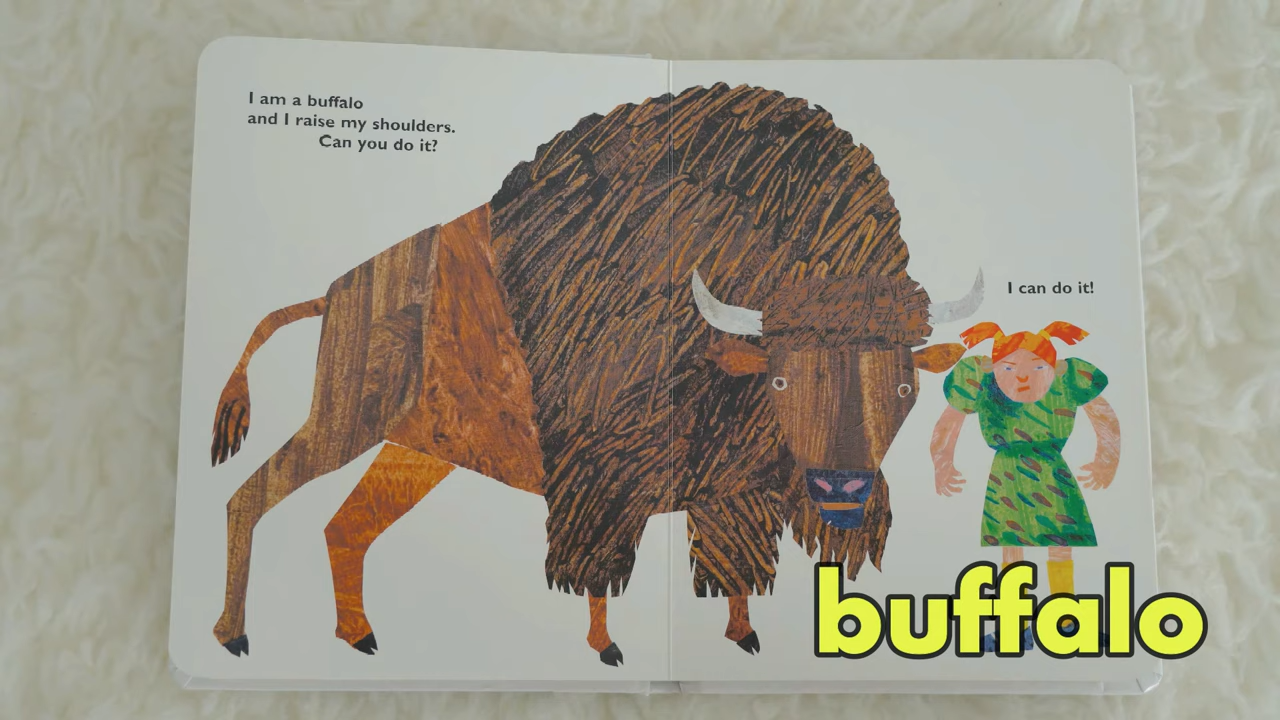 I am a buffalo
and I raise my shoulders.
Can you do it?
I can do it!
buffalo